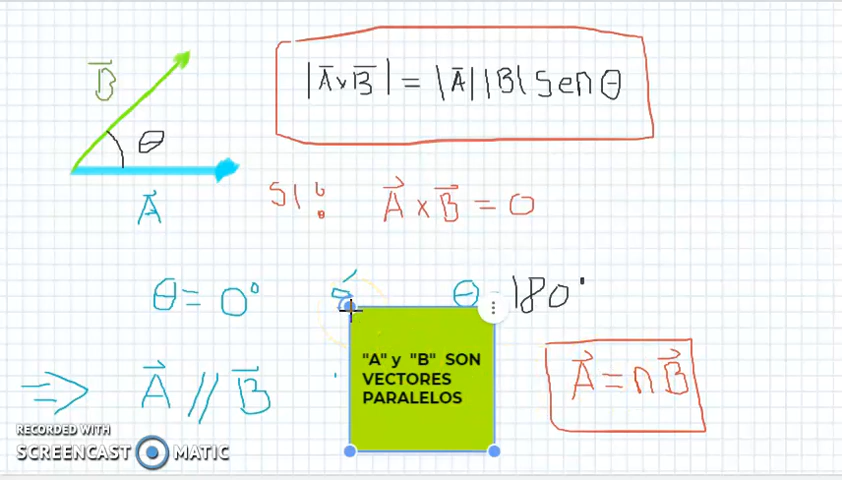 B
θ
A
|A x B| = |A||B| Sen θ
SI: A x B = 0
θ = 0° ó θ = 180°
⇒ A // B
"A" y "B" SON
VECTORES
PARALELOS
A = n B
RECORDED WITH
SCREENCAST MATIC